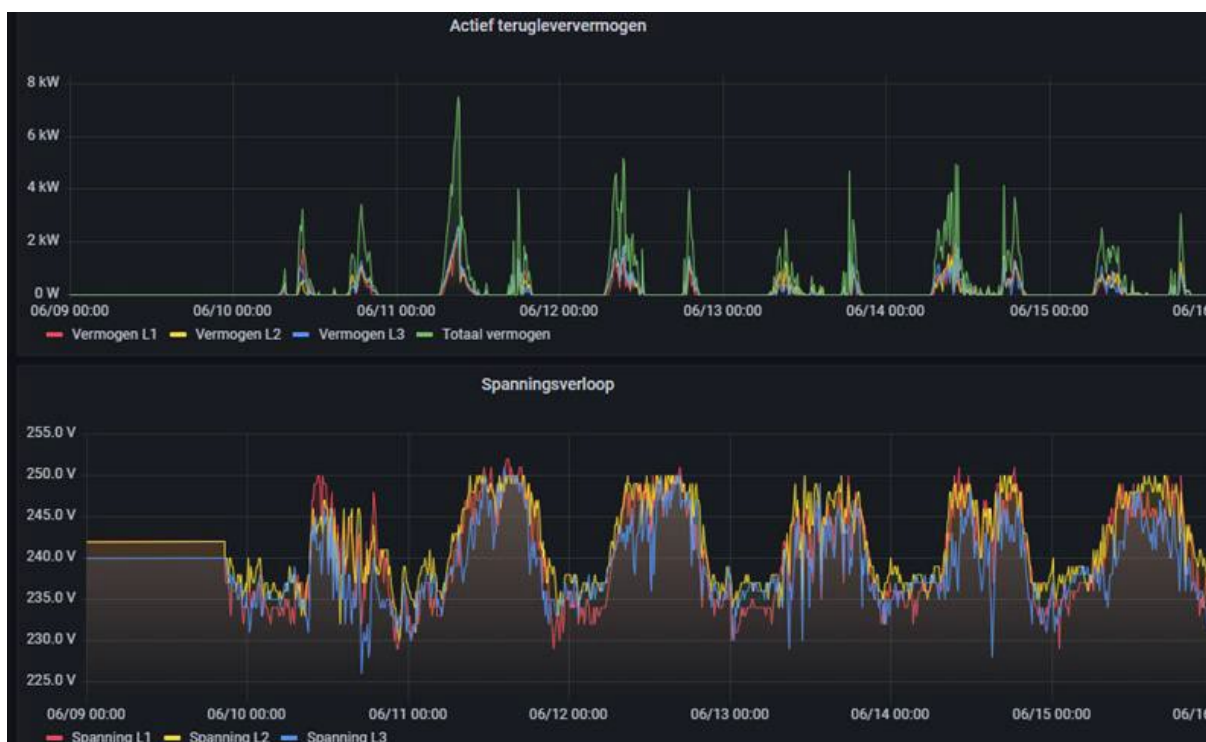 Actief terugleververmogen
8 kW
6 kW
4 kW
2 kW
0 W
06/09 00:00 06/10 00:00 06/11 00:00 06/12 00:00 06/13 00:00 06/14 00:00 06/15 00:00 06/16
Vermogen L1 Vermogen L2 Vermogen L3 Totaal vermogen
Spanningsverloop
255.0 V
250.0 V
245.0 V
240.0 V
235.0 V
230.0 V
225.0 V
06/09 00:00 06/10 00:00 06/11 00:00 06/12 00:00 06/13 00:00 06/14 00:00 06/15 00:00 06/16
Spanning L1 Spanning L2 Spanning L3